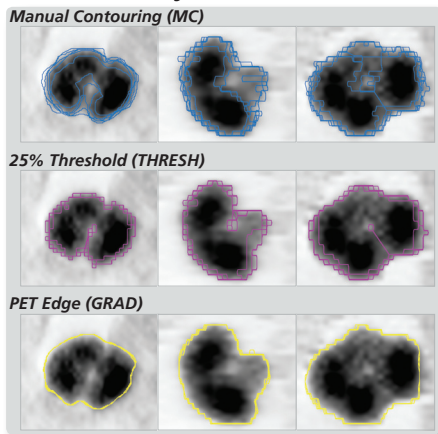 Manual Contouring (MC)
25% Threshold (THRESH)
PET Edge (GRAD)